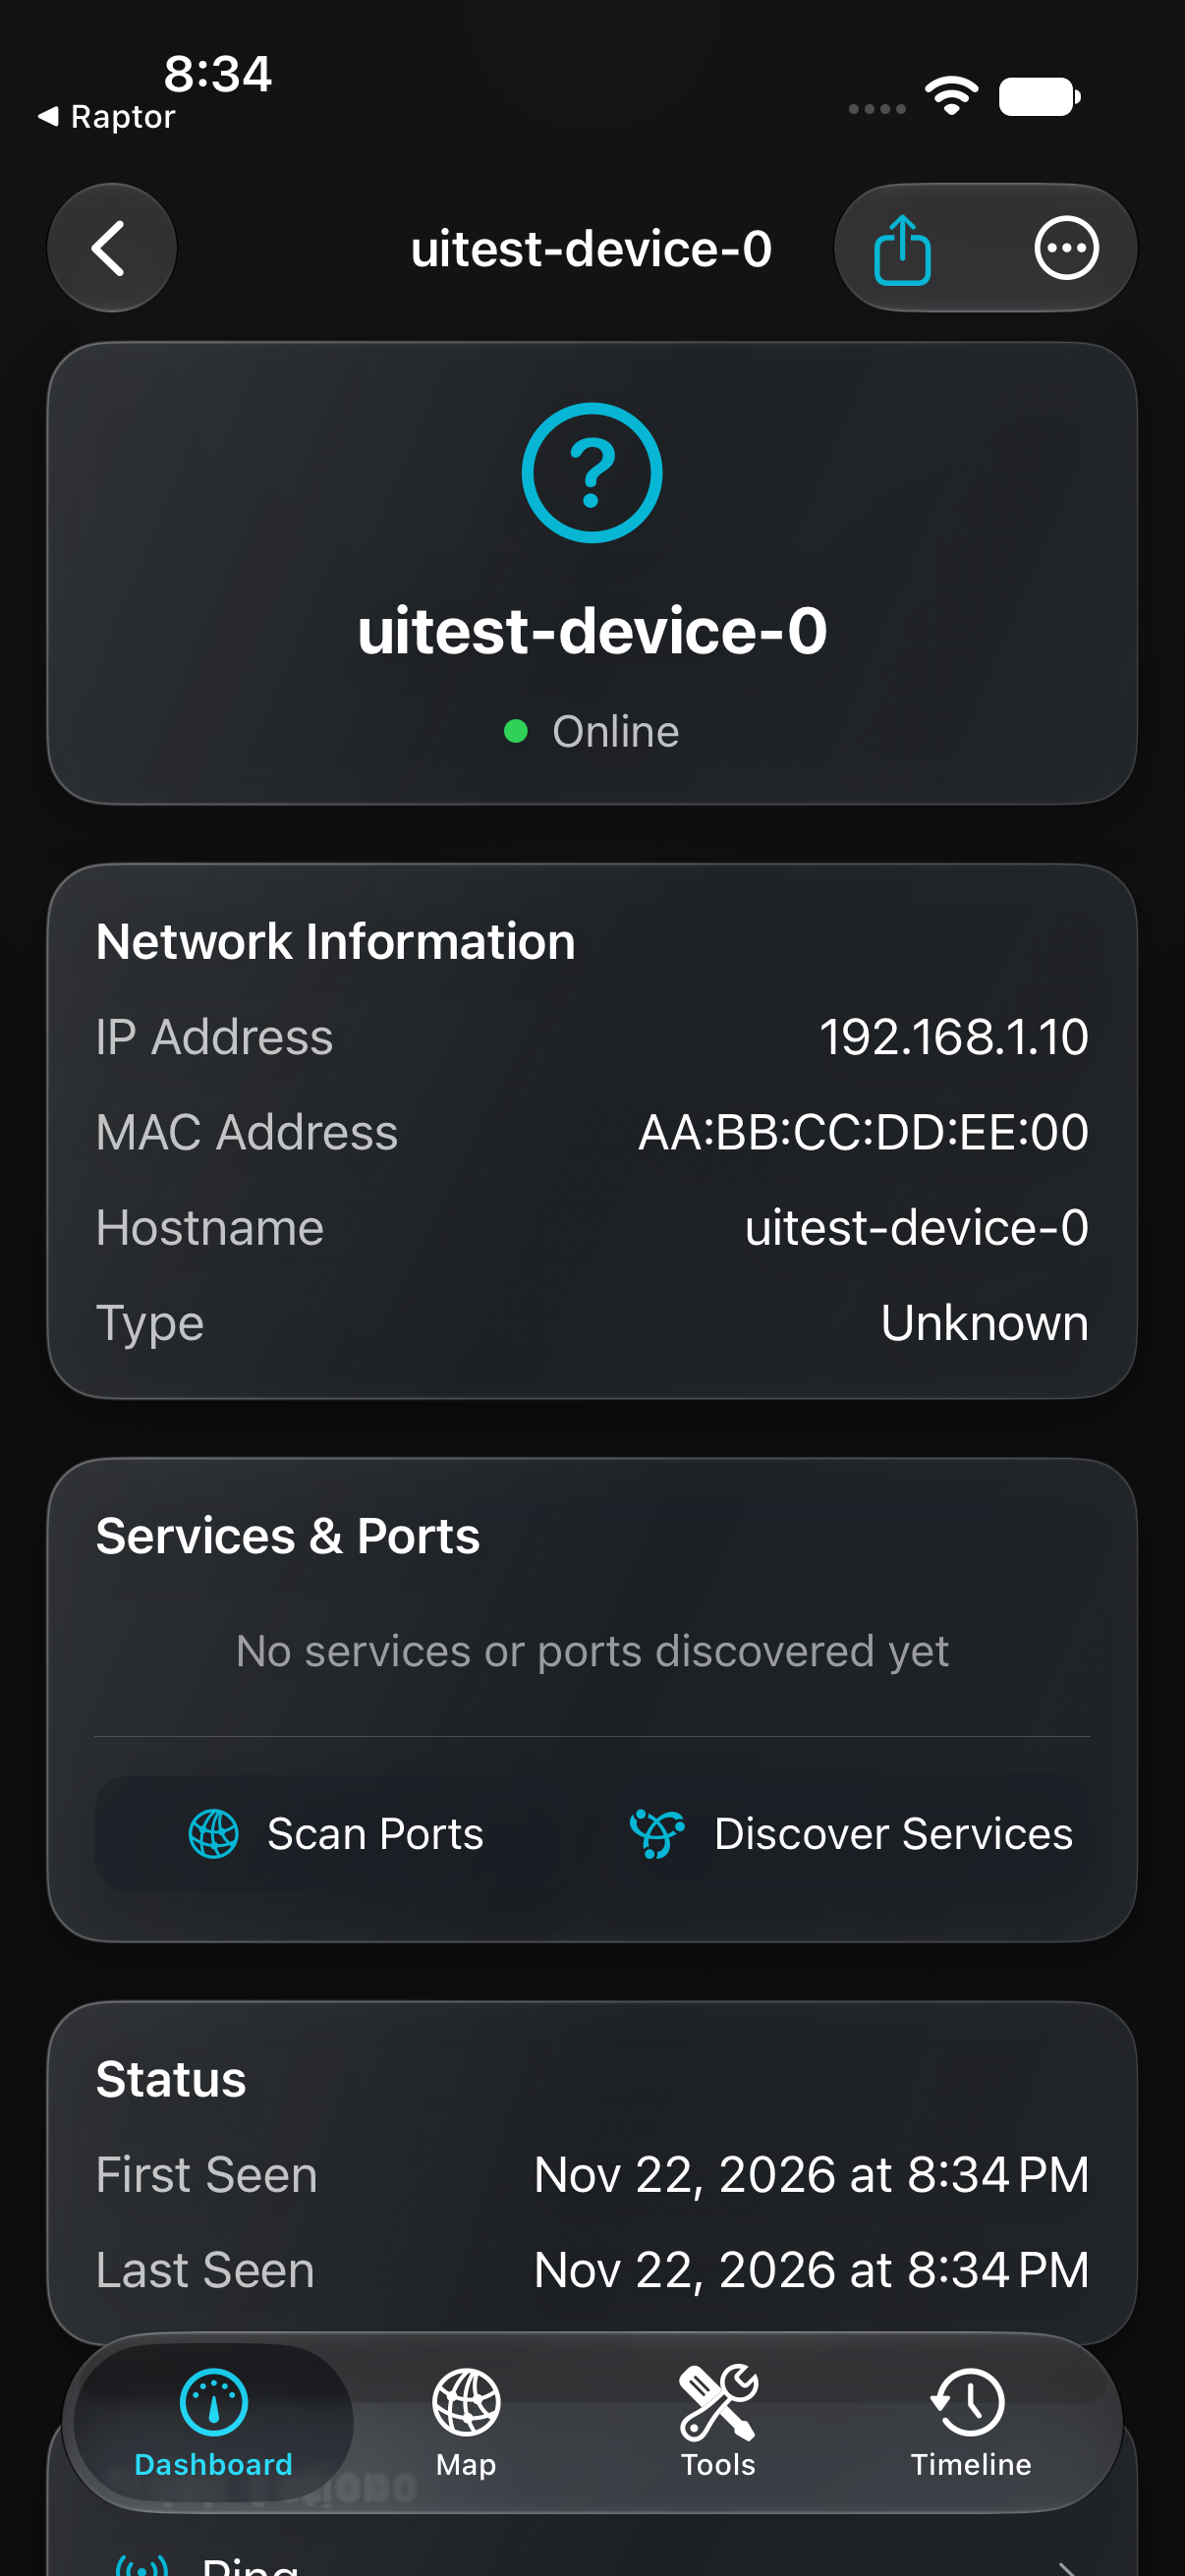 8:34
Raptor
uitest-device-0
uitest-device-0
Online
Network Information
IP Address 192.168.1.10
MAC Address AA:BB:CC:DD:EE:00
Hostname uitest-device-0
Type Unknown
Services & Ports
No services or ports discovered yet
Scan Ports Discover Services
Status
First Seen Nov 22, 2026 at 8:34 PM
Last Seen Nov 22, 2026 at 8:34 PM
Dashboard Map Tools Timeline
Ping